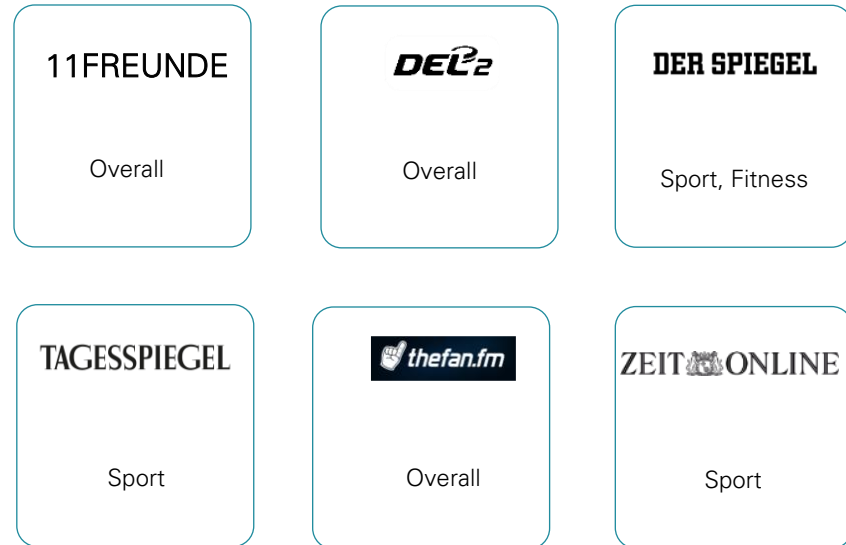 11FREUNDE
DEL2
DER SPIEGEL
Overall
Overall
Sport, Fitness
TAGESSPIEGEL
thefan.fm
ZEIT ONLINE
Sport
Overall
Sport